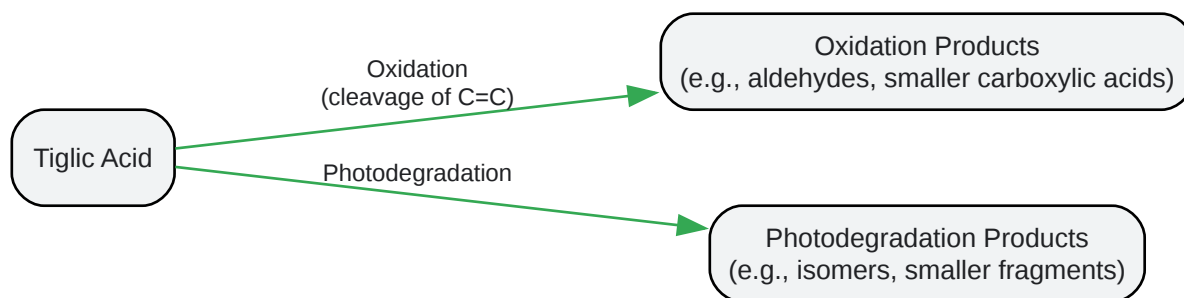 Tiglic Acid
Oxidation
(cleavage of C=C)
Oxidation Products
(e.g., aldehydes, smaller carboxylic acids)
Photodegradation
Photodegradation Products
(e.g., isomers, smaller fragments)